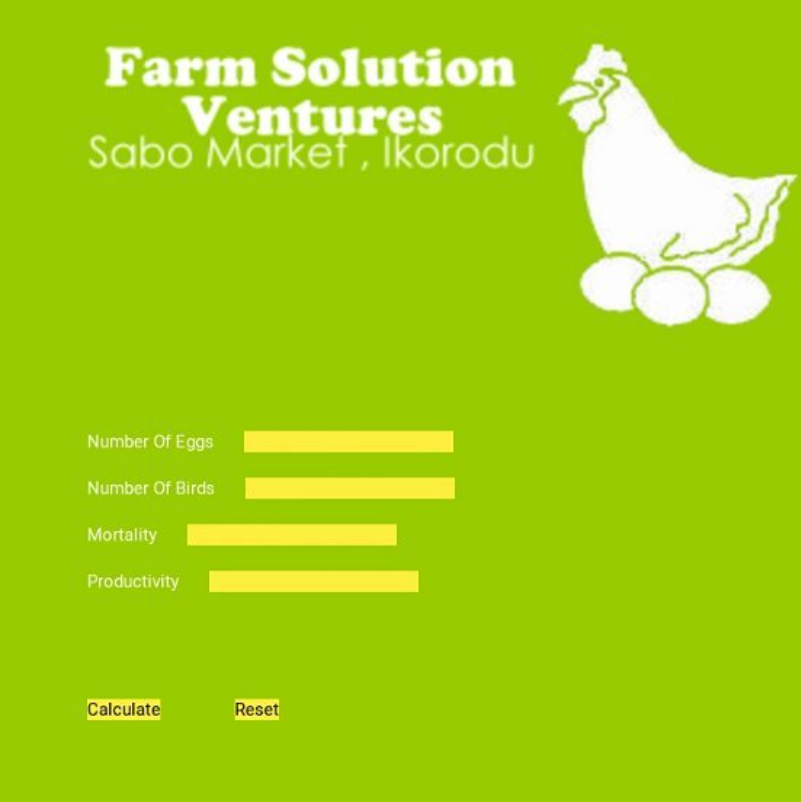 Farm Solution
Ventures
Sabo Market , Ikorodu
Number Of Eggs
Number Of Birds
Mortality
Productivity
Calculate Reset